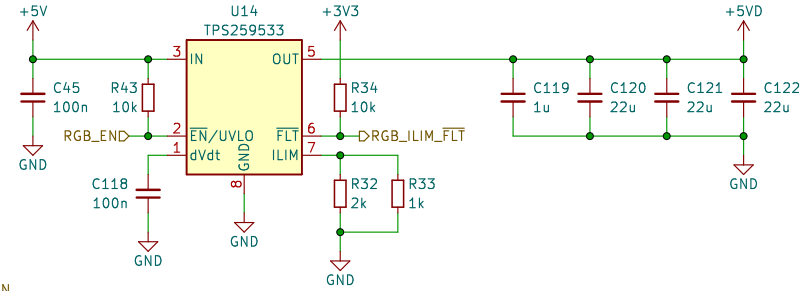 +5V
U14
TPS259533
+3V3
+5VD
3
IN
OUT
5
C45
100n
R43
10k
R34
10k
C119
1u
C120
22u
C121
22u
C122
22u
RGB_EN
2
EN/UVLO
FLT
6
RGB_ILIM_FLT
1
dVdt
GND
ILIM
7
GND
C118
100n
8
R32
2k
R33
1k
GND
GND
GND
GND
N